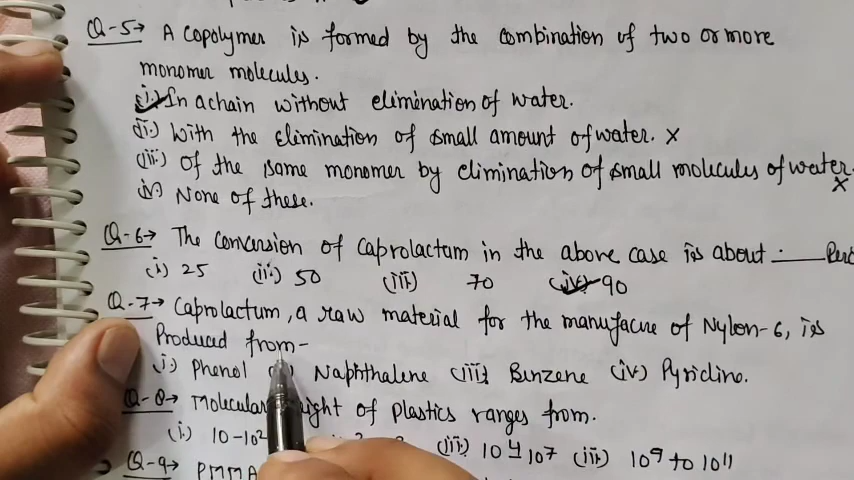 Q-5→ A copolymer is formed by the combination of two or more
monomer molecules.
(i.) In a chain without elimination of water.
(ii.) With the elimination of small amount of water. x
(iii.) Of the same monomer by elimination of small molecules of water.
x
(iv) None of these.
Q-6→ The conversion of Caprolactam in the above case is about :
(i) 25 (ii.) 50 (iii) 70 (iv) 90
Q-7→ Caprolactum, a raw material for the manufacure of Nylon-6, is
Produced from-
(i) Phenol Naphthalene (iii) Benzene (iv) Pyridine.
Q-8→ Molecular ight of Plastics ranges from.
(i.) 10-10² (iii) 10⁴ 10⁷ (iii.) 10⁹ to 10¹¹
Q-9→ PMMA